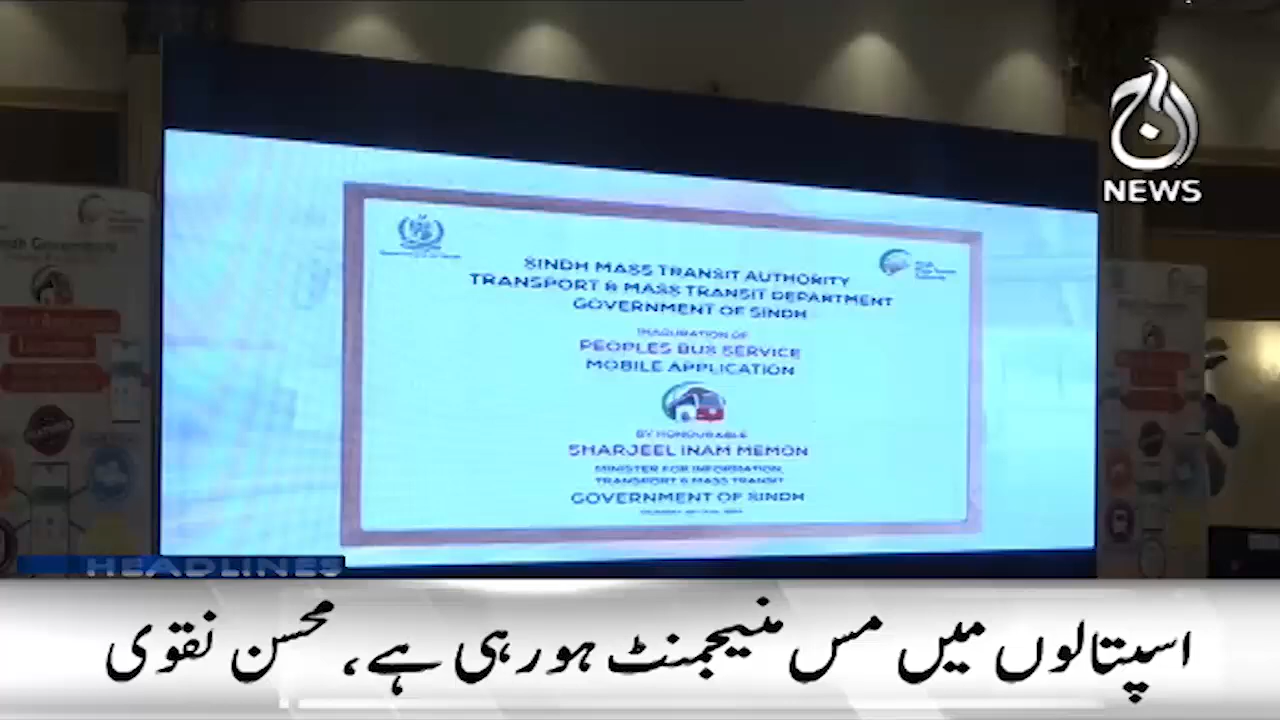 NEWS
SINDH MASS TRANSIT AUTHORITY
TRANSPORT & MASS TRANSIT DEPARTMENT
GOVERNMENT OF SINDH
INAUGURATION OF
PEOPLES BUS SERVICE
MOBILE APPLICATION
BY HONOURABLE
SHARJEEL INAM MEMON
MINISTER FOR INFORMATION,
TRANSPORT & MASS TRANSIT
GOVERNMENT OF SINDH
HEADLINES
اسپتالوں میں مس منیجمنٹ ہورہی ہے، محسن نقوی